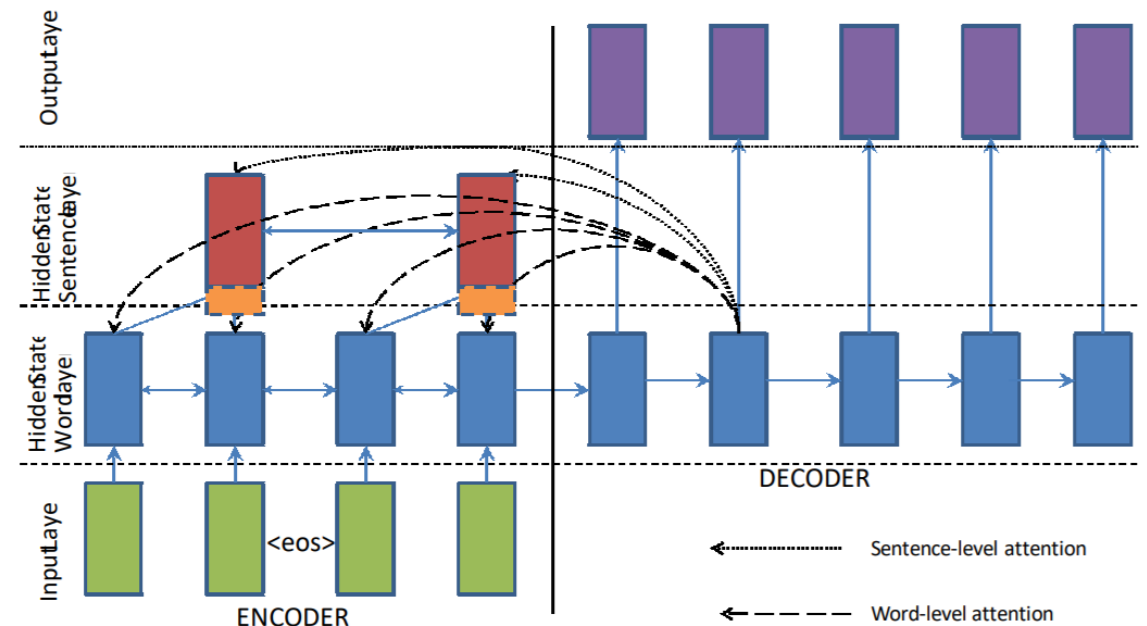 Output Laye
Hidden State
Sentence laye
Hidden State
Word laye
Input Laye
<eos>
ENCODER
DECODER
Sentence-level attention
Word-level attention